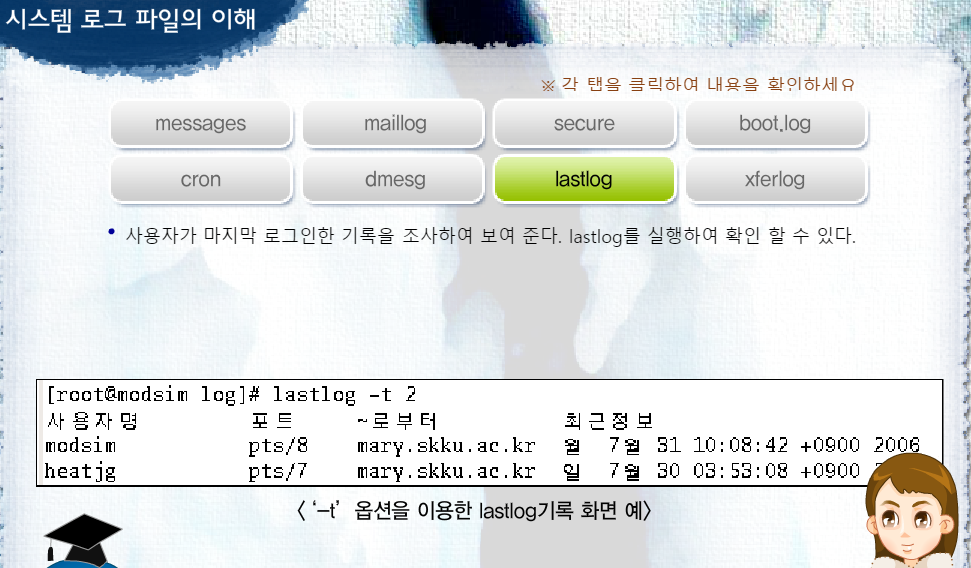 시스템 로그 파일의 이해
※ 각 탭을 클릭하여 내용을 확인하세요
messages maillog secure boot.log
cron dmesg lastlog xferlog
• 사용자가 마지막 로그인한 기록을 조사하여 보여 준다. lastlog를 실행하여 확인 할 수 있다.
[root@modsim log]# lastlog -t 2
사용자명 포트 ~로부터 최근정보
modsim pts/8 mary.skku.ac.kr 월 7월 31 10:08:42 +0900 2006
heatjg pts/7 mary.skku.ac.kr 일 7월 30 03:53:08 +0900
〈 ‘-t’ 옵션을 이용한 lastlog기록 화면 예〉